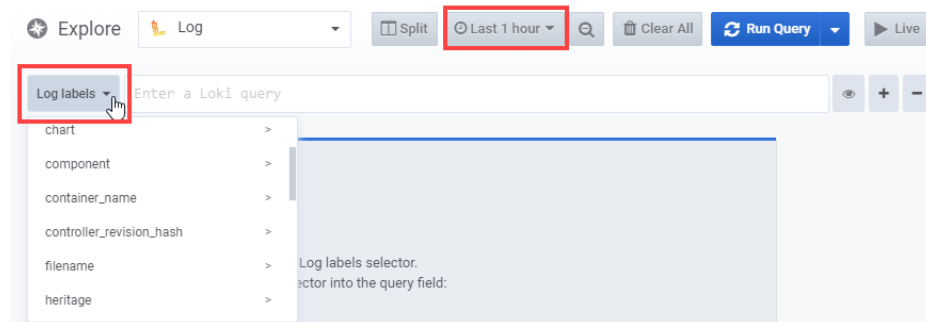 Explore
Log
Split
Last 1 hour
Clear All
Run Query
Live
Log labels
Enter a Loki query
chart
component
container_name
controller_revision_hash
filename
heritage
Log labels selector.
ector into the query field: